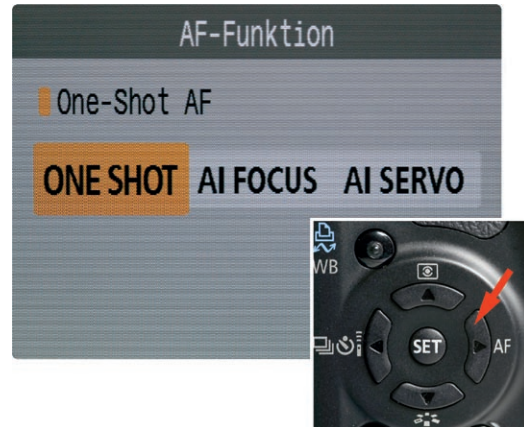 AF-Funktion
One-Shot AF
ONE SHOT AI FOCUS AI SERVO
WB
SET
AF